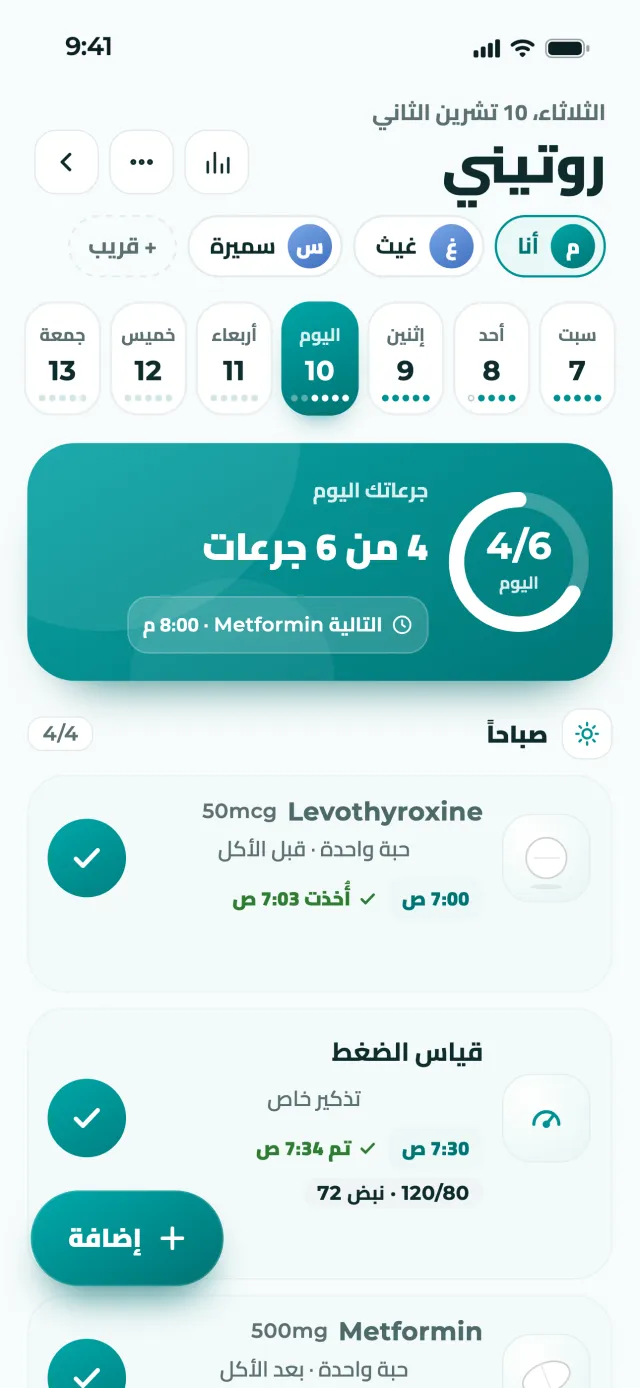 9:41
الثلاثاء، 10 تشرين الثاني
روتيني
م أنا
غ غيث
س سميرة
+ قريب
سبت 7
أحد 8
إثنين 9
اليوم 10
أربعاء 11
خميس 12
جمعة 13
4/6
اليوم
جرعاتك اليوم
4 من 6 جرعات
التالية Metformin · 8:00 م
صباحاً
4/4
Levothyroxine 50mcg
حبة واحدة · قبل الأكل
7:00 ص
أُخذت 7:03 ص
قياس الضغط
تذكير خاص
7:30 ص
تم 7:34 ص
120/80 · نبض 72
+ إضافة
Metformin 500mg
حبة واحدة · بعد الأكل